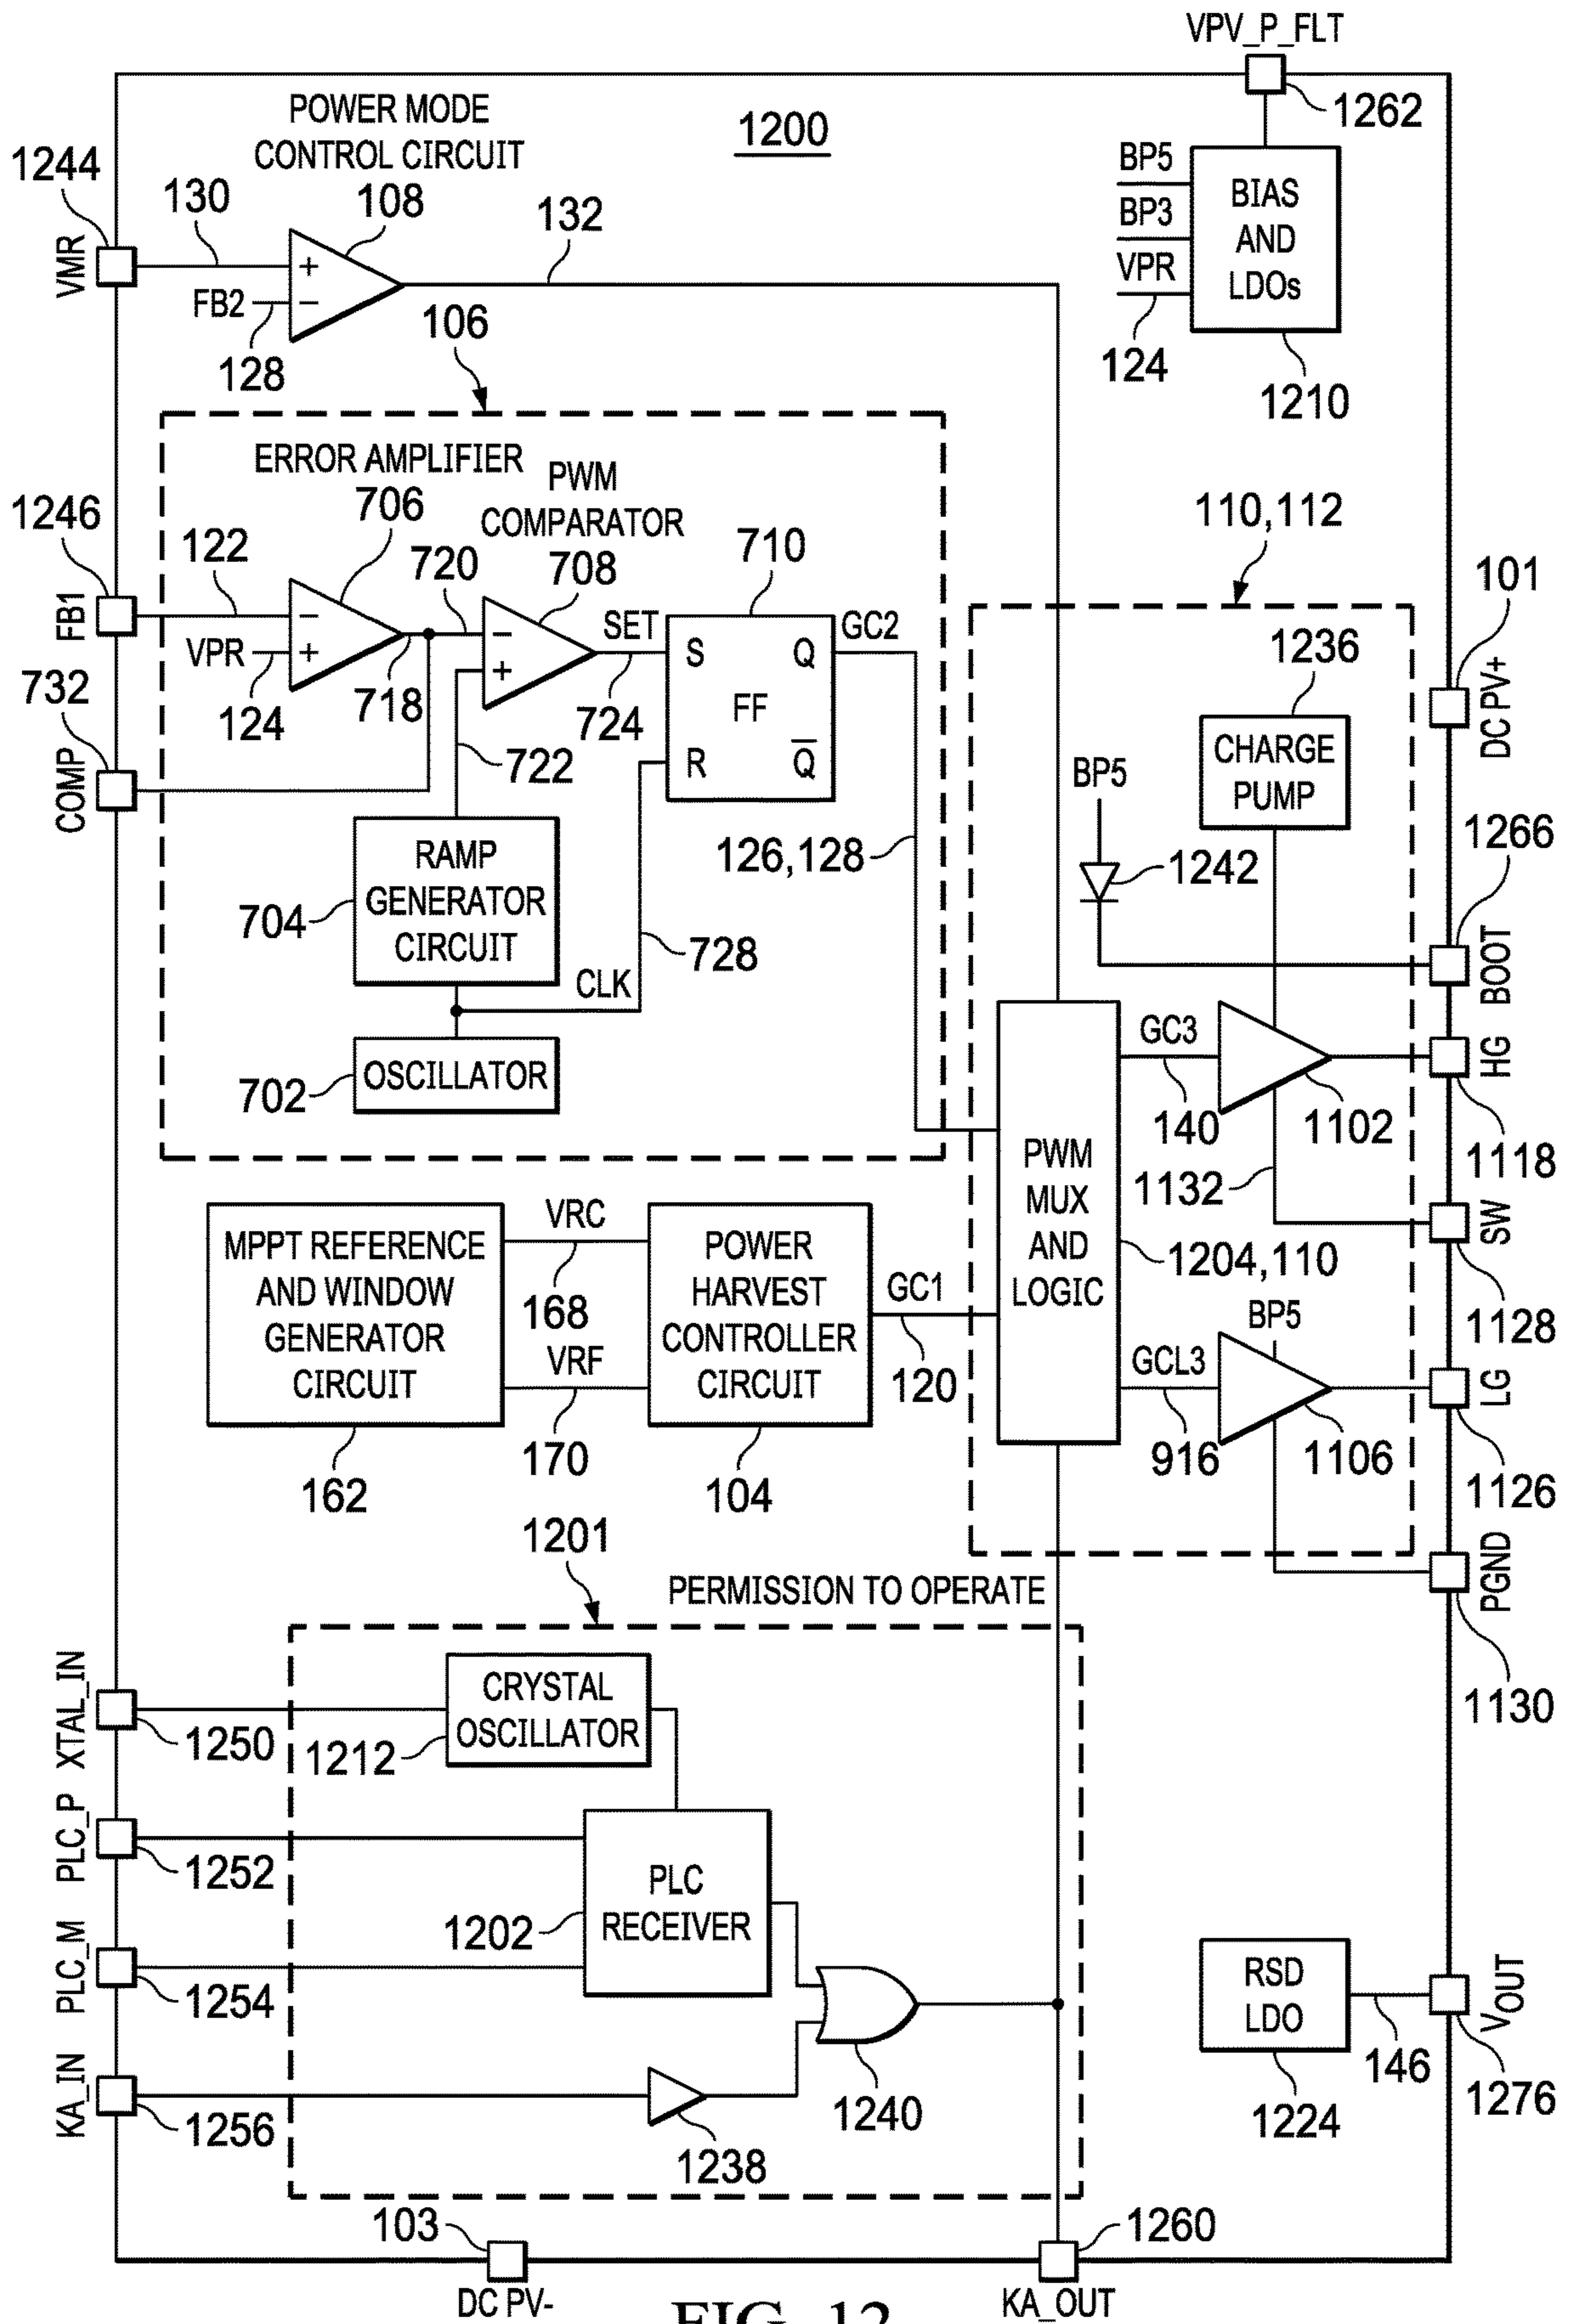 VPV_P_FLT
1262
POWER MODE
CONTROL CIRCUIT
1200
1244
130
108
132
VMR
+
−
FB2
128
BP5
BP3
VPR
124
BIAS
AND
LDOs
1210
106
ERROR AMPLIFIER
706
PWM
COMPARATOR
708
1246
122
FB1
−
+
VPR
124
720
718
−
+
SET
724
722
710
S
Q
FF
R
Q
GC2
732
COMP
704
RAMP
GENERATOR
CIRCUIT
CLK
728
126,128
702
OSCILLATOR
110,112
101
DC PV+
1236
CHARGE
PUMP
BP5
1242
1266
BOOT
GC3
140
1102
HG
1118
1132
SW
1128
PWM
MUX
AND
LOGIC
1204,110
BP5
GCL3
916
1106
LG
1126
PGND
1130
MPPT REFERENCE
AND WINDOW
GENERATOR
CIRCUIT
162
VRC
168
VRF
170
POWER
HARVEST
CONTROLLER
CIRCUIT
104
GC1
120
1201
PERMISSION TO OPERATE
XTAL_IN
1250
1212
CRYSTAL
OSCILLATOR
PLC_P
1252
1202
PLC
RECEIVER
PLC_M
1254
KA_IN
1256
1238
1240
RSD
LDO
1224
146
VOUT
1276
103
DC PV-
1260
KA_OUT
FIG. 12